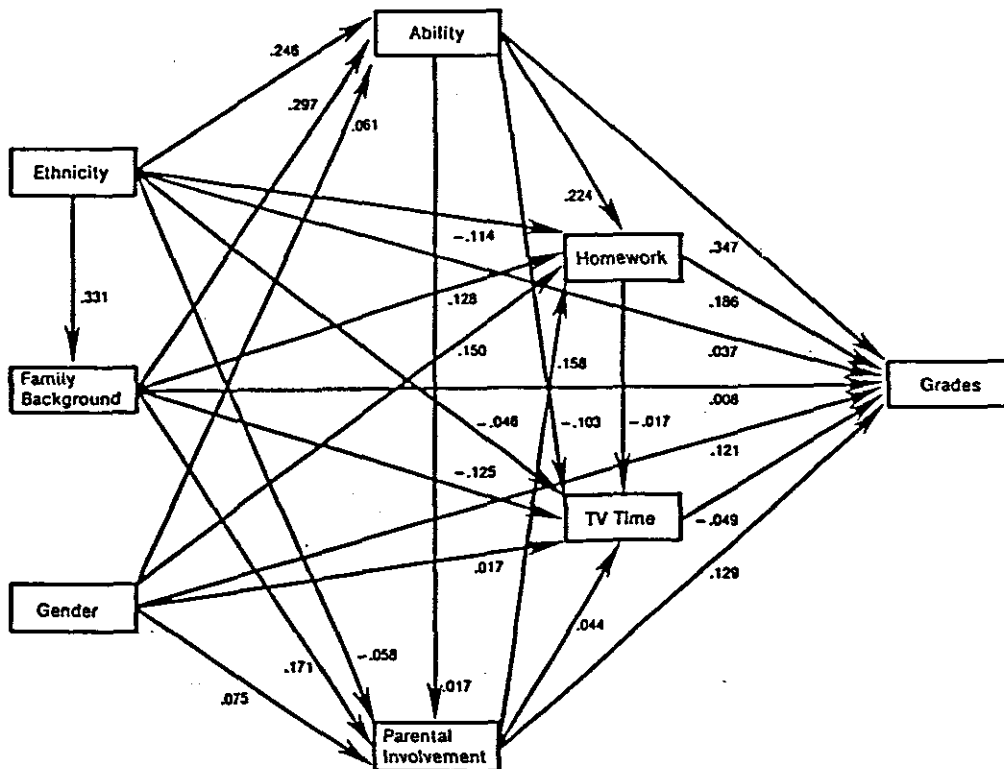 Ability
.246
.297
.061
Ethnicity
.224
-.114
Homework
.347
.331
.128
.186
.150
.158
.037
Family
Background
Grades
.008
-.046
-.103
-.017
.121
-.125
TV Time
-.049
.017
.129
Gender
.044
.171
-.058
.075
.017
Parental
Involvement